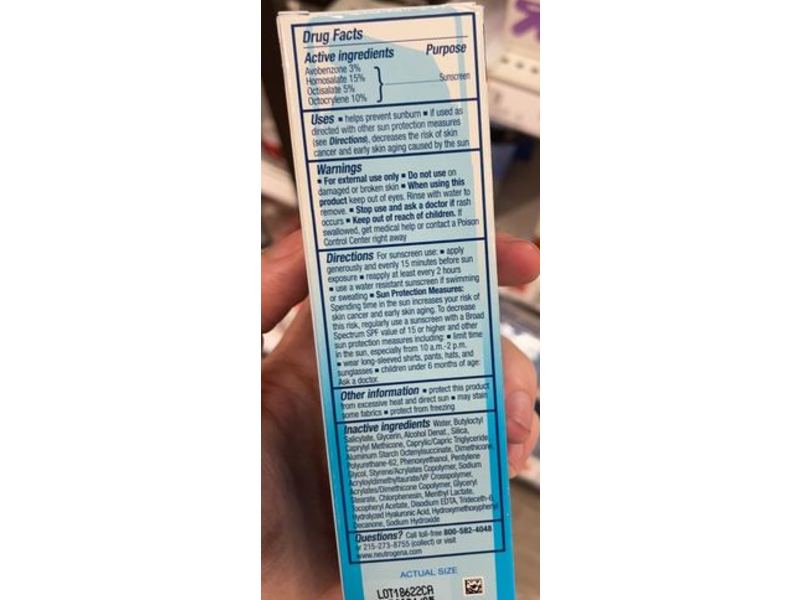 Drug Facts
Active ingredients Purpose
Avobenzone 3%
Homosalate 15% Sunscreen
Octisalate 5%
Octocrylene 10%
Uses ▪ helps prevent sunburn ▪ if used as
directed with other sun protection measures
(see Directions), decreases the risk of skin
cancer and early skin aging caused by the sun
Warnings
▪ For external use only ▪ Do not use on
damaged or broken skin ▪ When using this
product keep out of eyes. Rinse with water to
remove. ▪ Stop use and ask a doctor if rash
occurs ▪ Keep out of reach of children. If
swallowed, get medical help or contact a Poison
Control Center right away
Directions For sunscreen use: ▪ apply
generously and evenly 15 minutes before sun
exposure ▪ reapply at least every 2 hours
▪ use a water resistant sunscreen if swimming
or sweating ▪ Sun Protection Measures:
Spending time in the sun increases your risk of
skin cancer and early skin aging. To decrease
this risk, regularly use a sunscreen with a Broad
Spectrum SPF value of 15 or higher and other
sun protection measures including: ▪ limit time
in the sun, especially from 10 a.m.-2 p.m.
▪ wear long-sleeved shirts, pants, hats, and
sunglasses ▪ children under 6 months of age:
Ask a doctor.
Other information ▪ protect this product
from excessive heat and direct sun ▪ may stain
some fabrics ▪ protect from freezing
Inactive ingredients Water, Butyloctyl
Salicylate, Glycerin, Alcohol Denat., Silica,
Caprylyl Methicone, Caprylic/Capric Triglyceride,
Aluminum Starch Octenylsuccinate, Dimethicone,
Polyurethane-62, Phenoxyethanol, Pentylene
Glycol, Styrene/Acrylates Copolymer, Sodium
Acryloyldimethyltaurate/VP Crosspolymer,
Acrylates/Dimethicone Copolymer, Glyceryl
Stearate, Chlorphenesin, Menthyl Lactate,
Tocopheryl Acetate, Disodium EDTA, Trideceth-6,
Hydrolyzed Hyaluronic Acid, Hydroxymethoxyphenyl
Decanone, Sodium Hydroxide
Questions? Call toll-free 800-582-4048
or 215-273-8755 (collect) or visit
www.neutrogena.com
ACTUAL SIZE
LOT18622CA